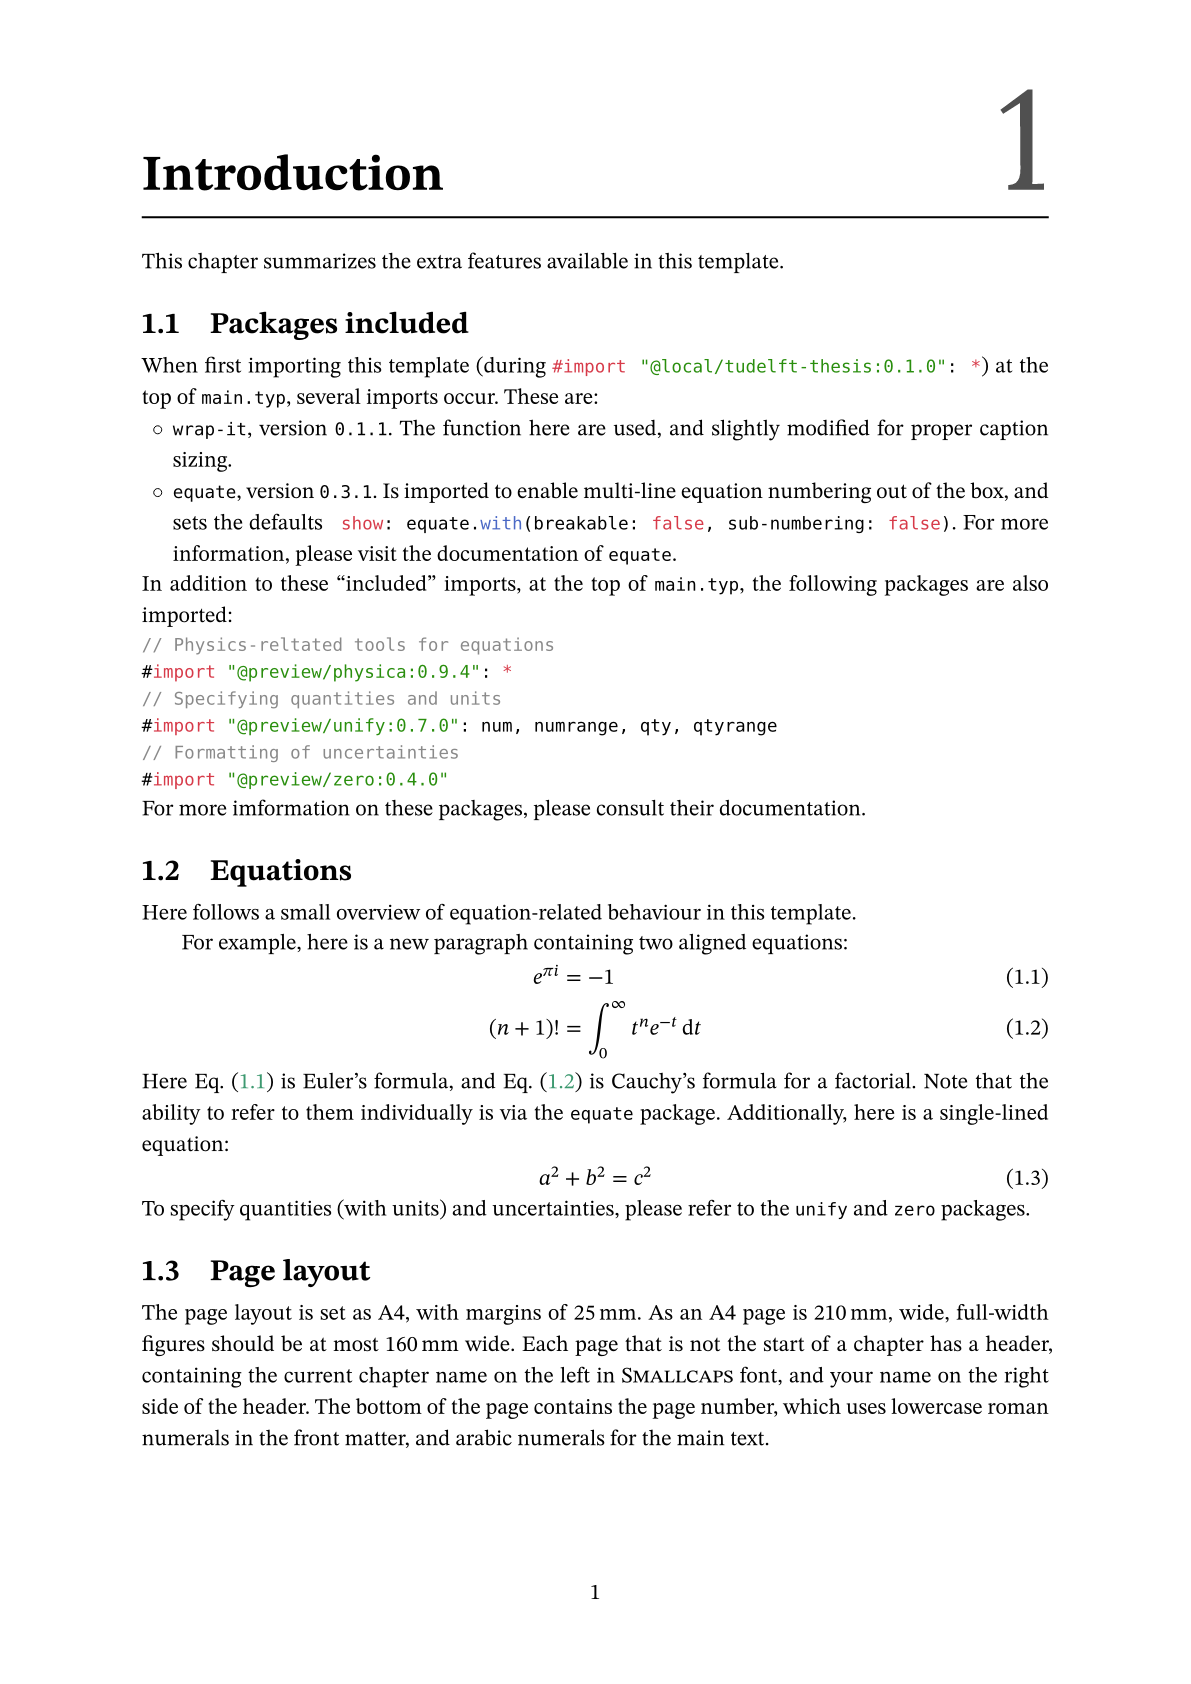 1
Introduction
This chapter summarizes the extra features available in this template.
1.1 Packages included
When first importing this template (during #import "@local/tudelft-thesis:0.1.0": *) at the
top of main.typ, several imports occur. These are:
○ wrap-it, version 0.1.1. The function here are used, and slightly modified for proper caption
sizing.
○ equate, version 0.3.1. Is imported to enable multi-line equation numbering out of the box, and
sets the defaults show: equate.with(breakable: false, sub-numbering: false). For more
information, please visit the documentation of equate.
In addition to these “included” imports, at the top of main.typ, the following packages are also
imported:
// Physics-reltated tools for equations
#import "@preview/physica:0.9.4": *
// Specifying quantities and units
#import "@preview/unify:0.7.0": num, numrange, qty, qtyrange
// Formatting of uncertainties
#import "@preview/zero:0.4.0"
For more imformation on these packages, please consult their documentation.
1.2 Equations
Here follows a small overview of equation-related behaviour in this template.
For example, here is a new paragraph containing two aligned equations:
e^{πi} = −1 (1.1)
(n + 1)! = ∫_0^∞ t^n e^{−t} dt (1.2)
Here Eq. (1.1) is Euler’s formula, and Eq. (1.2) is Cauchy’s formula for a factorial. Note that the
ability to refer to them individually is via the equate package. Additionally, here is a single-lined
equation:
a² + b² = c² (1.3)
To specify quantities (with units) and uncertainties, please refer to the unify and zero packages.
1.3 Page layout
The page layout is set as A4, with margins of 25 mm. As an A4 page is 210 mm, wide, full-width
figures should be at most 160 mm wide. Each page that is not the start of a chapter has a header,
containing the current chapter name on the left in SMALLCAPS font, and your name on the right
side of the header. The bottom of the page contains the page number, which uses lowercase roman
numerals in the front matter, and arabic numerals for the main text.
1